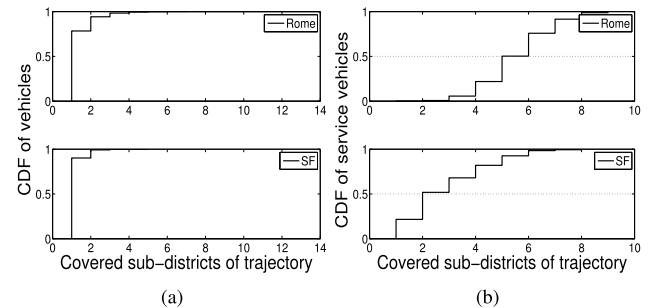 CDF of vehicles
1
0.5
0
Rome
0 2 4 6 8 10 12 14
1
0.5
0
SF
0 2 4 6 8 10 12 14
Covered sub-districts of trajectory
(a)
CDF of service vehicles
1
0.5
0
Rome
0 2 4 6 8 10
1
0.5
0
SF
0 2 4 6 8 10
Covered sub-districts of trajectory
(b)